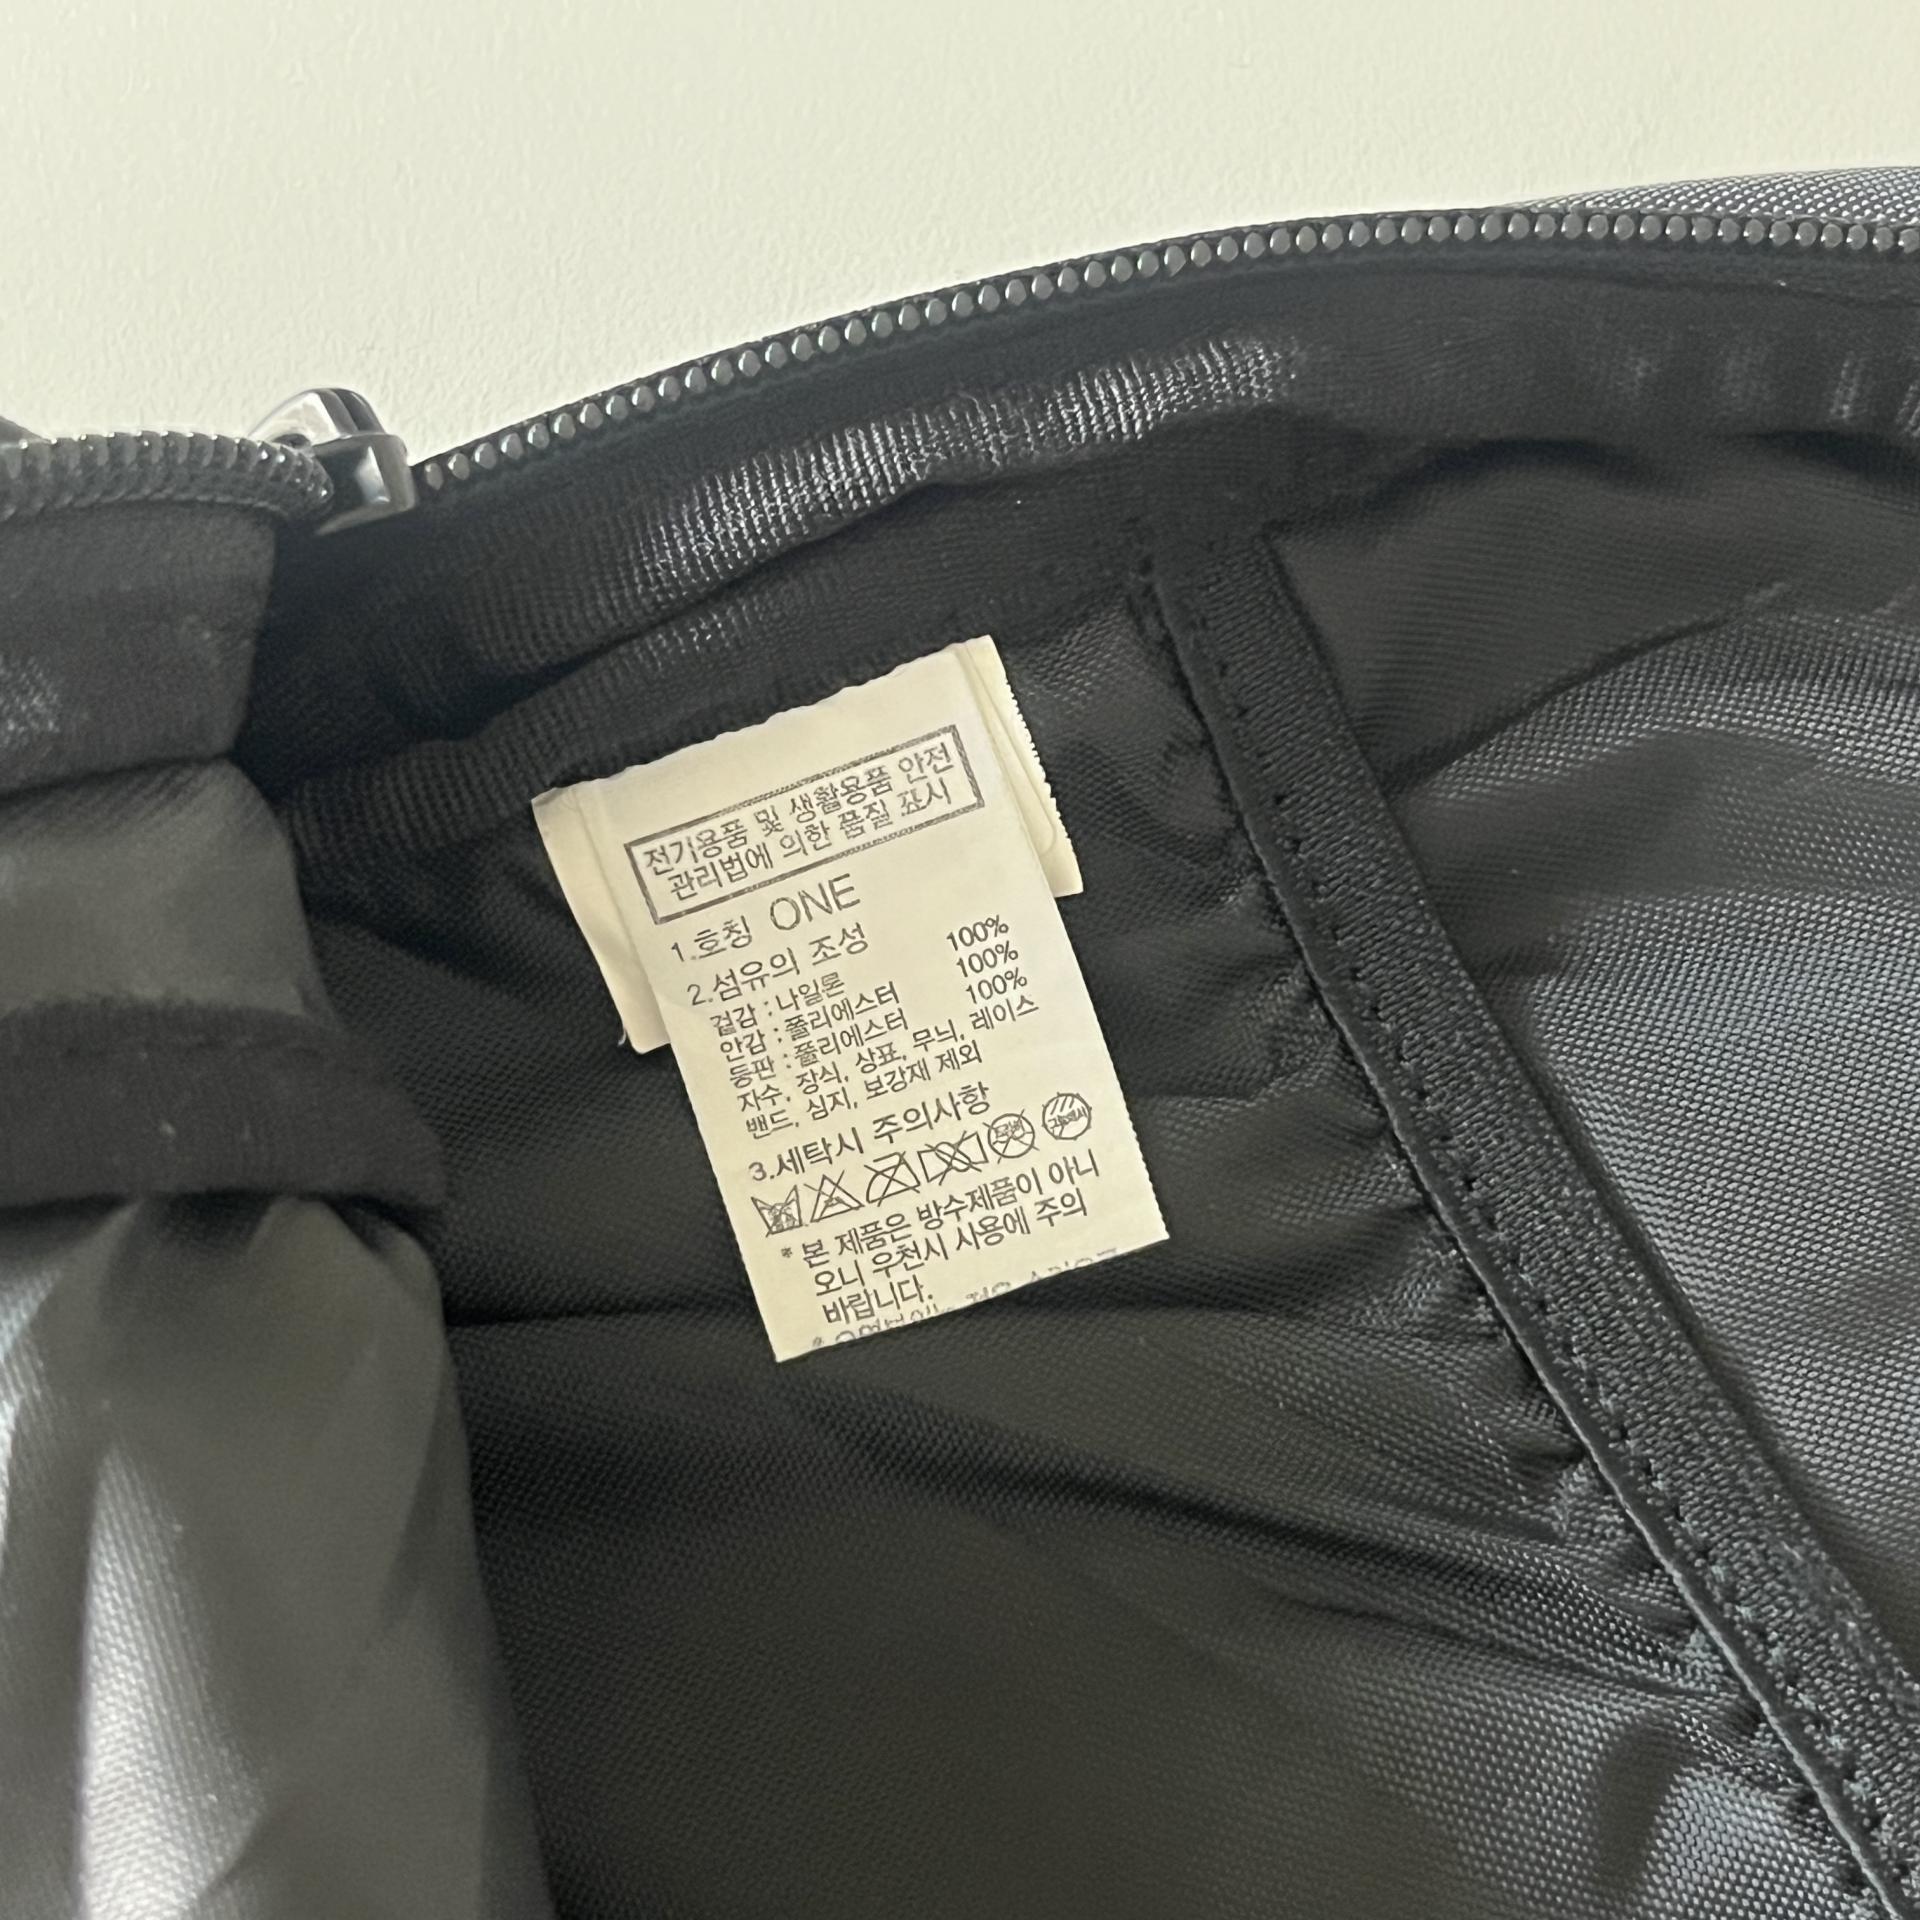 전기용품 및 생활용품 안전
관리법에 의한 품질 표시
1.호칭 ONE
2.섬유의 조성
겉감 : 나일론 100%
안감 : 폴리에스터 100%
등판 : 폴리에스터 100%
자수, 장식, 상표, 무늬, 레이스
밴드, 심지, 보강재 제외
3.세탁시 주의사항
드라이
* 본 제품은 방수제품이 아니
오니 우천시 사용에 주의
바랍니다.